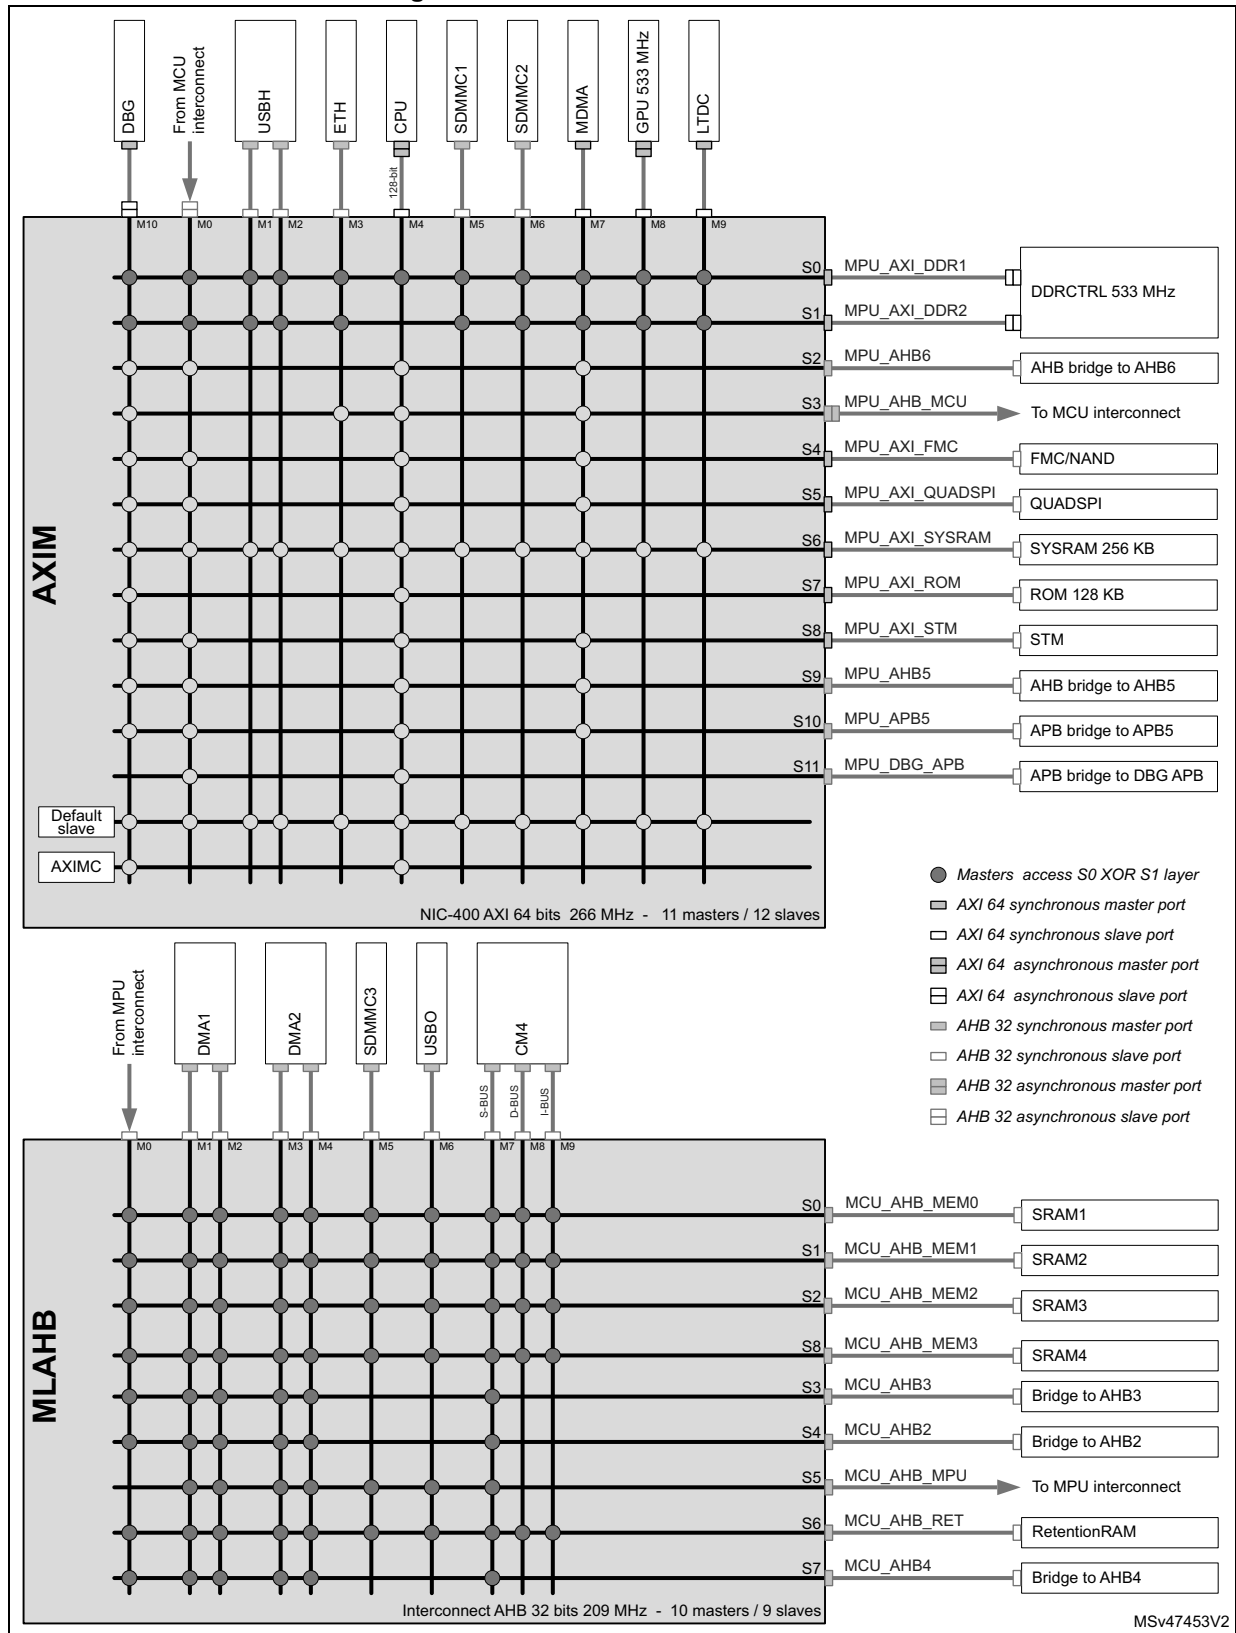 DBG
From MCU
interconnect
USBH
ETH
CPU
SDMMC1
SDMMC2
MDMA
GPU 533 MHz
LTDC
128-bit
M10
M0
M1
M2
M3
M4
M5
M6
M7
M8
M9
AXIM
S0
MPU_AXI_DDR1
DDRCTRL 533 MHz
S1
MPU_AXI_DDR2
S2
MPU_AHB6
AHB bridge to AHB6
S3
MPU_AHB_MCU
To MCU interconnect
S4
MPU_AXI_FMC
FMC/NAND
S5
MPU_AXI_QUADSPI
QUADSPI
S6
MPU_AXI_SYSRAM
SYSRAM 256 KB
S7
MPU_AXI_ROM
ROM 128 KB
S8
MPU_AXI_STM
STM
S9
MPU_AHB5
AHB bridge to AHB5
S10
MPU_APB5
APB bridge to APB5
S11
MPU_DBG_APB
APB bridge to DBG APB
Default
slave
AXIMC
NIC-400 AXI 64 bits 266 MHz - 11 masters / 12 slaves
Masters access S0 XOR S1 layer
AXI 64 synchronous master port
AXI 64 synchronous slave port
AXI 64 asynchronous master port
AXI 64 asynchronous slave port
AHB 32 synchronous master port
AHB 32 synchronous slave port
AHB 32 asynchronous master port
AHB 32 asynchronous slave port
From MPU
interconnect
DMA1
DMA2
SDMMC3
USBO
CM4
S-BUS
D-BUS
I-BUS
M0
M1
M2
M3
M4
M5
M6
M7
M8
M9
MLAHB
S0
MCU_AHB_MEM0
SRAM1
S1
MCU_AHB_MEM1
SRAM2
S2
MCU_AHB_MEM2
SRAM3
S8
MCU_AHB_MEM3
SRAM4
S3
MCU_AHB3
Bridge to AHB3
S4
MCU_AHB2
Bridge to AHB2
S5
MCU_AHB_MPU
To MPU interconnect
S6
MCU_AHB_RET
RetentionRAM
S7
MCU_AHB4
Bridge to AHB4
Interconnect AHB 32 bits 209 MHz - 10 masters / 9 slaves
MSv47453V2